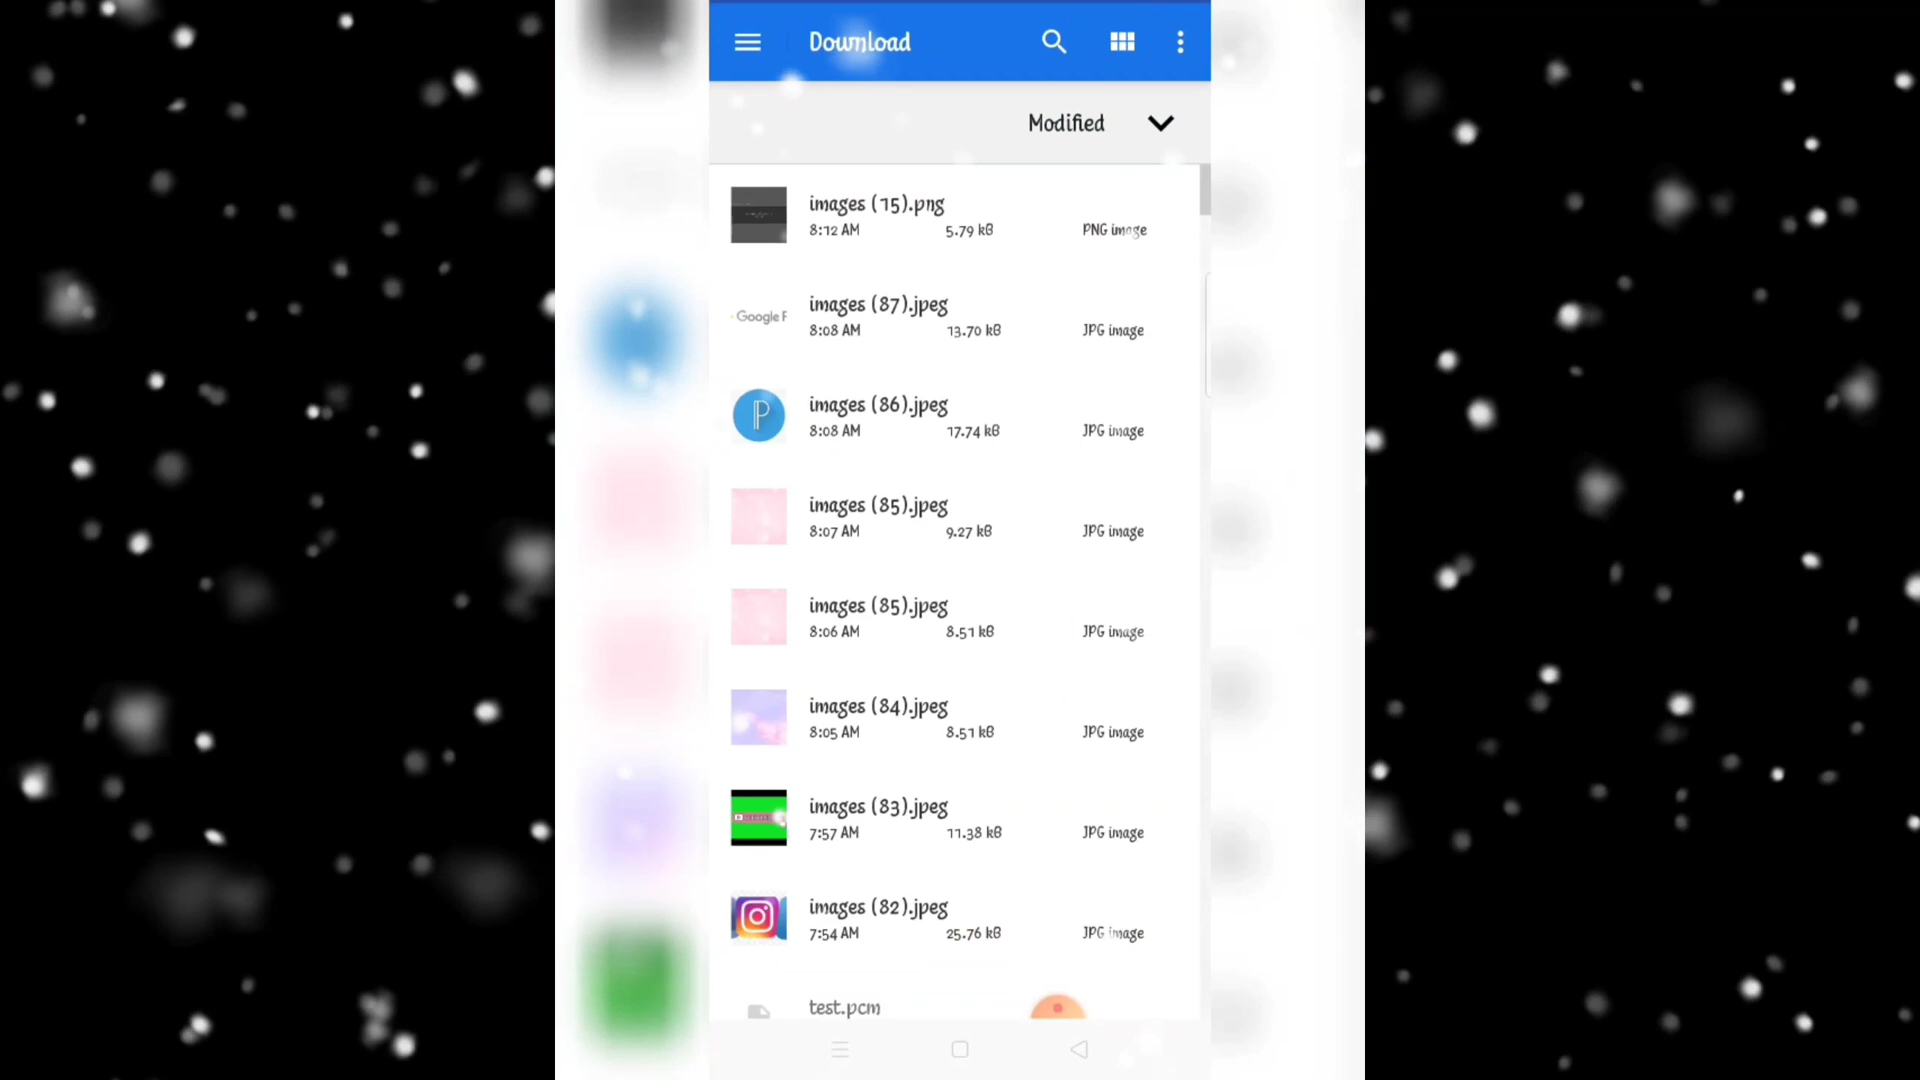 Download
Modified
images (15).png
8:12 AM 5.79 kB PNG image
images (87).jpeg
Google F
8:08 AM 13.70 kB JPG image
images (86).jpeg
8:08 AM 17.74 kB JPG image
images (85).jpeg
8:07 AM 9.27 kB JPG image
images (85).jpeg
8:06 AM 8.51 kB JPG image
images (84).jpeg
8:05 AM 8.51 kB JPG image
images (83).jpeg
7:57 AM 11.38 kB JPG image
images (82).jpeg
7:54 AM 25.76 kB JPG image
test.pcm